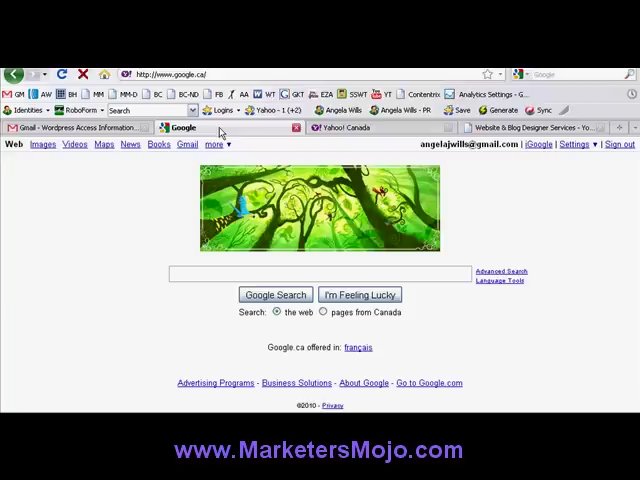 http://www.google.ca/
Google
GM AW BC BC-ND MM MM-D BC BC-ND FB AA W GKT EZA SSWT YT Contentrix Analytics Settings - G...
Identities RoboForm Search Logins Yahoo - 1 (+2) Angela Wills Angela Wills - PR Save Generate Sync
Gmail - Wordpress Access Information... Google Yahoo! Canada Website & Blog Designer Services - Yo...
Web Images Videos Maps News Books Gmail more angelajwills@gmail.com | iGoogle | Settings | Sign out
Advanced Search
Language Tools
Google Search I'm Feeling Lucky
Search: the web pages from Canada
Google.ca offered in: français
Advertising Programs - Business Solutions - About Google - Go to Google.com
©2010 - Privacy
www.MarketersMojo.com